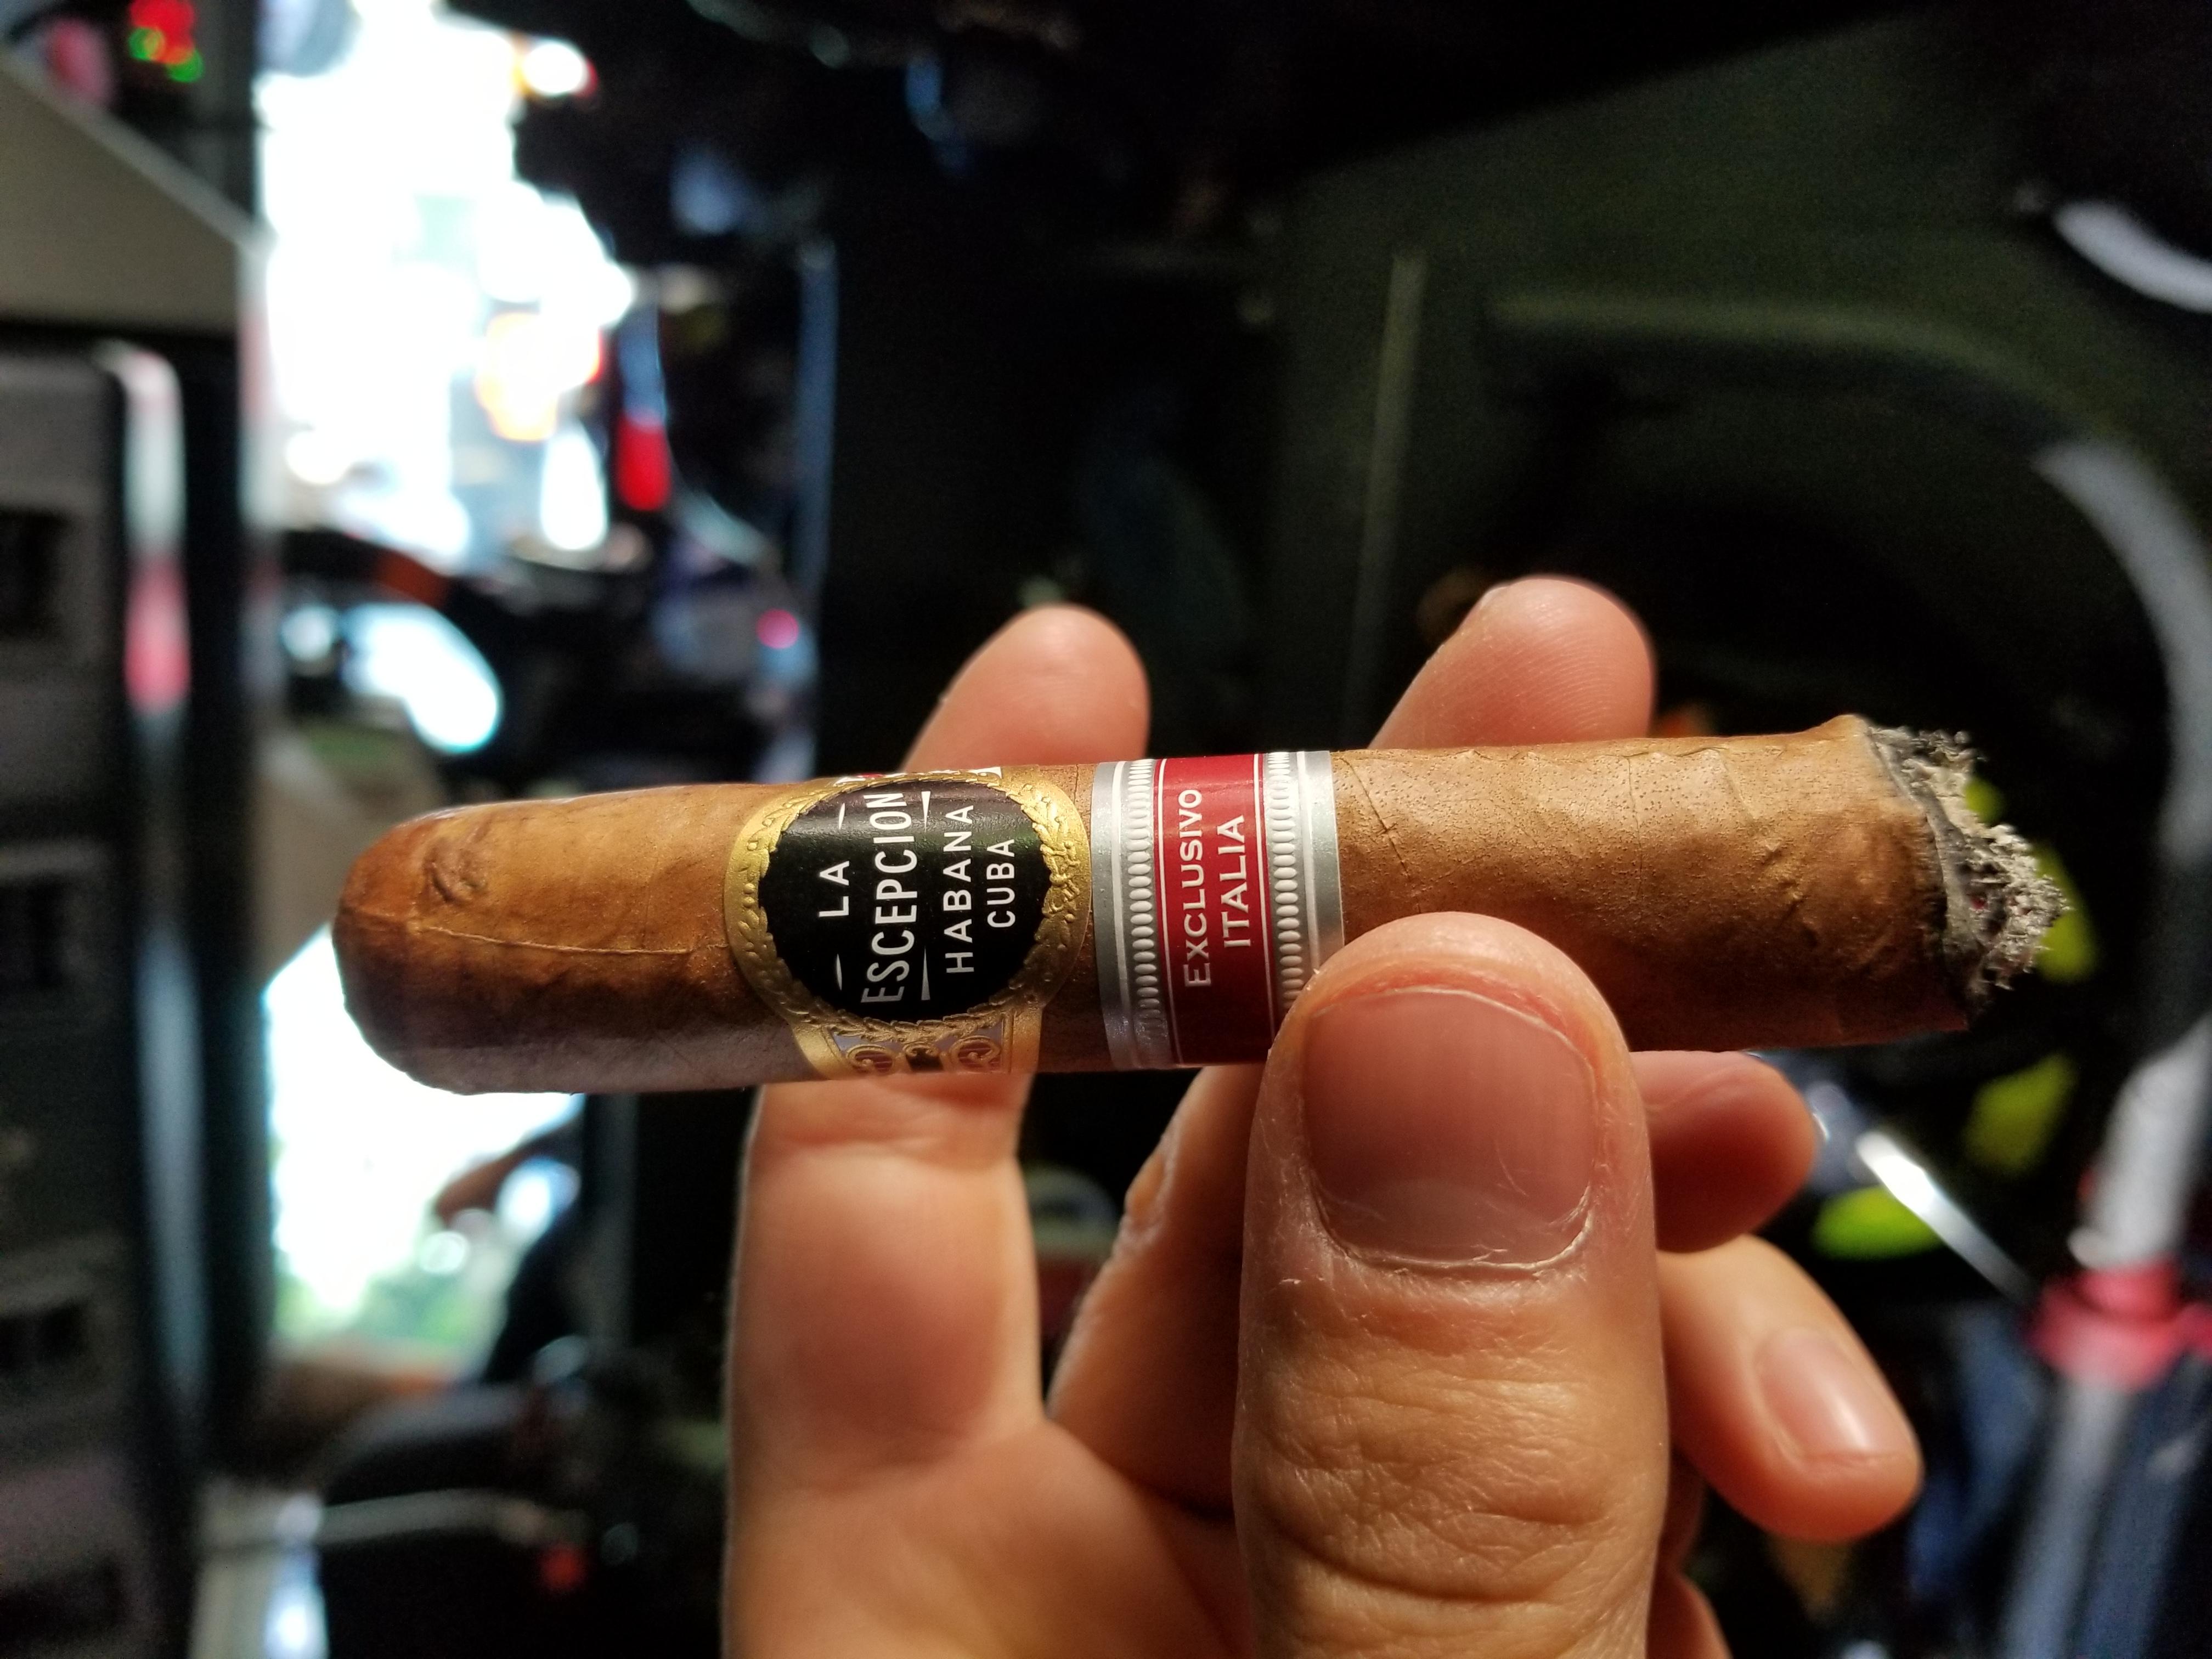 LA
ESCEPCION
HABANA
CUBA
EXCLUSIVO
ITALIA